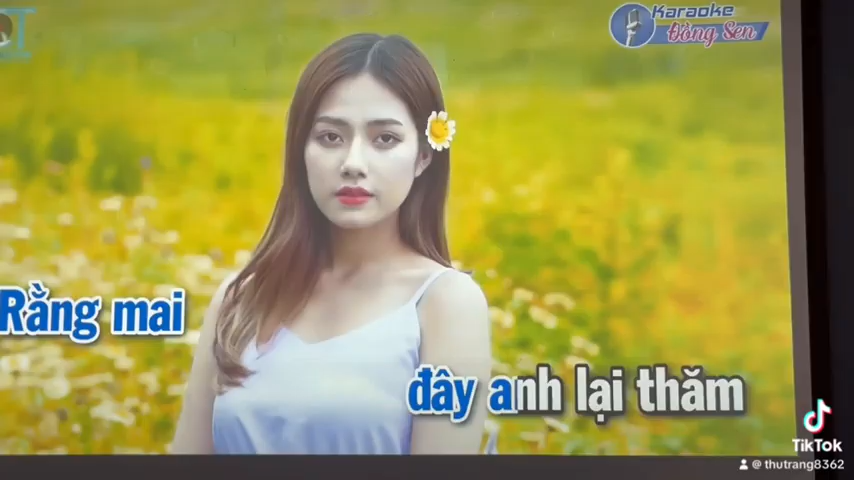 Karaoke
Đồng Sen
Rằng mai
đây anh lại thăm
TikTok
@ thutrang8362